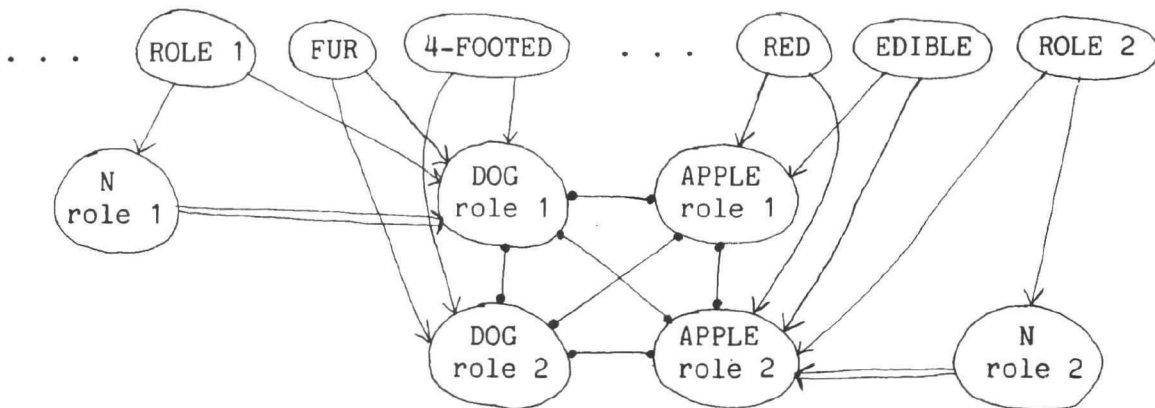 . . . ROLE 1 FUR 4-FOOTED . . . RED EDIBLE ROLE 2
N
role 1
DOG
role 1
APPLE
role 1
DOG
role 2
APPLE
role 2
N
role 2